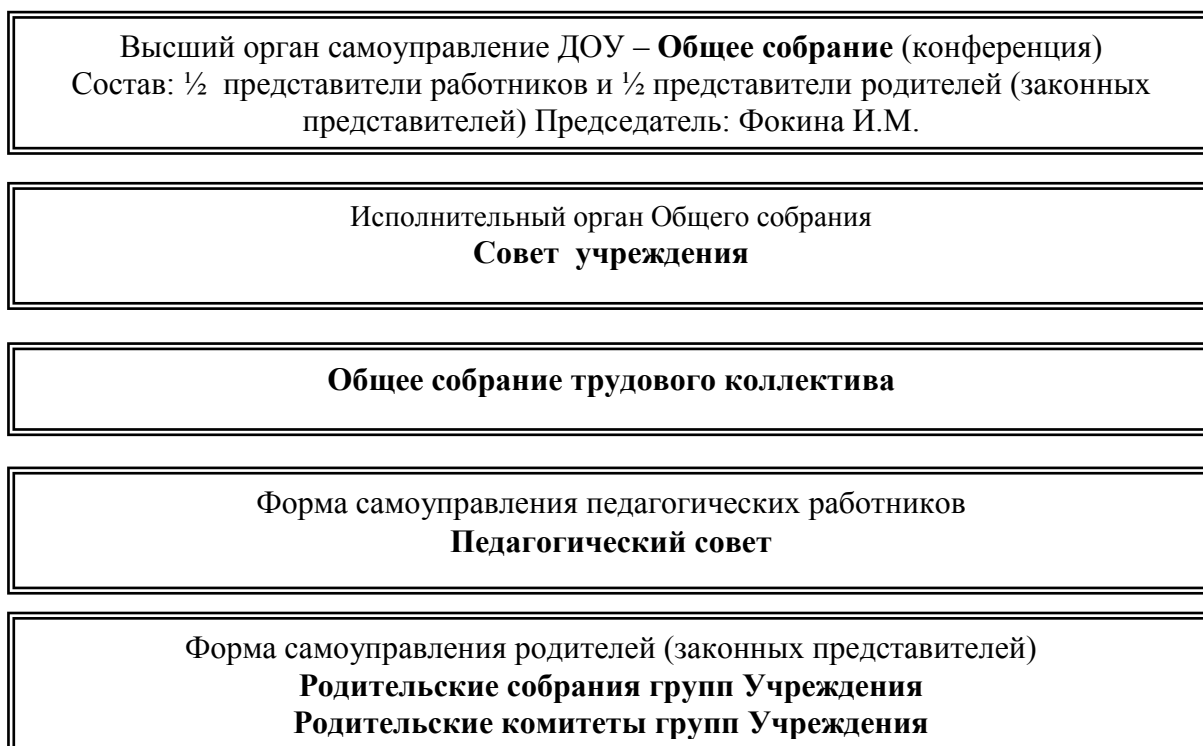 Высший орган самоуправление ДОУ – Общее собрание (конференция)
Состав: ½ представители работников и ½ представители родителей (законных
представителей) Председатель: Фокина И.М.
Исполнительный орган Общего собрания
Совет учреждения
Общее собрание трудового коллектива
Форма самоуправления педагогических работников
Педагогический совет
Форма самоуправления родителей (законных представителей)
Родительские собрания групп Учреждения
Родительские комитеты групп Учреждения